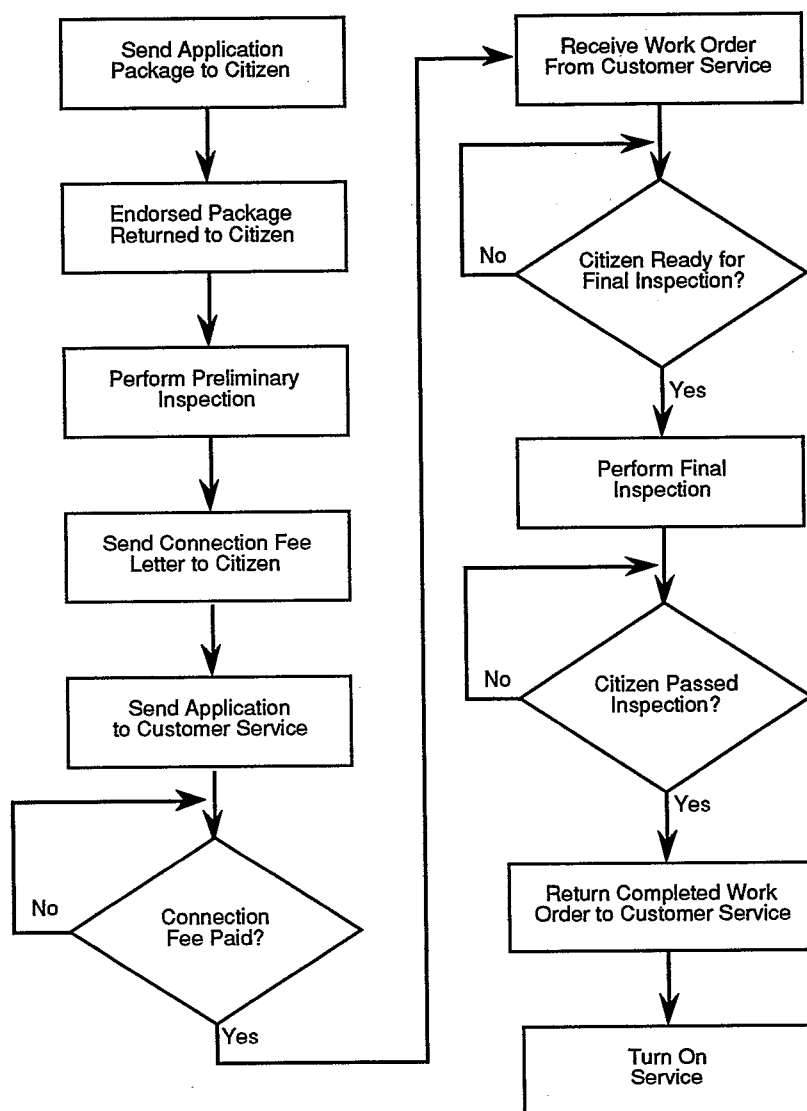 Send Application
Package to Citizen
Endorsed Package
Returned to Citizen
Perform Preliminary
Inspection
Send Connection Fee
Letter to Citizen
Send Application
to Customer Service
No
Connection
Fee Paid?
Yes
Receive Work Order
From Customer Service
No
Citizen Ready for
Final Inspection?
Yes
Perform Final
Inspection
No
Citizen Passed
Inspection?
Yes
Return Completed Work
Order to Customer Service
Turn On
Service